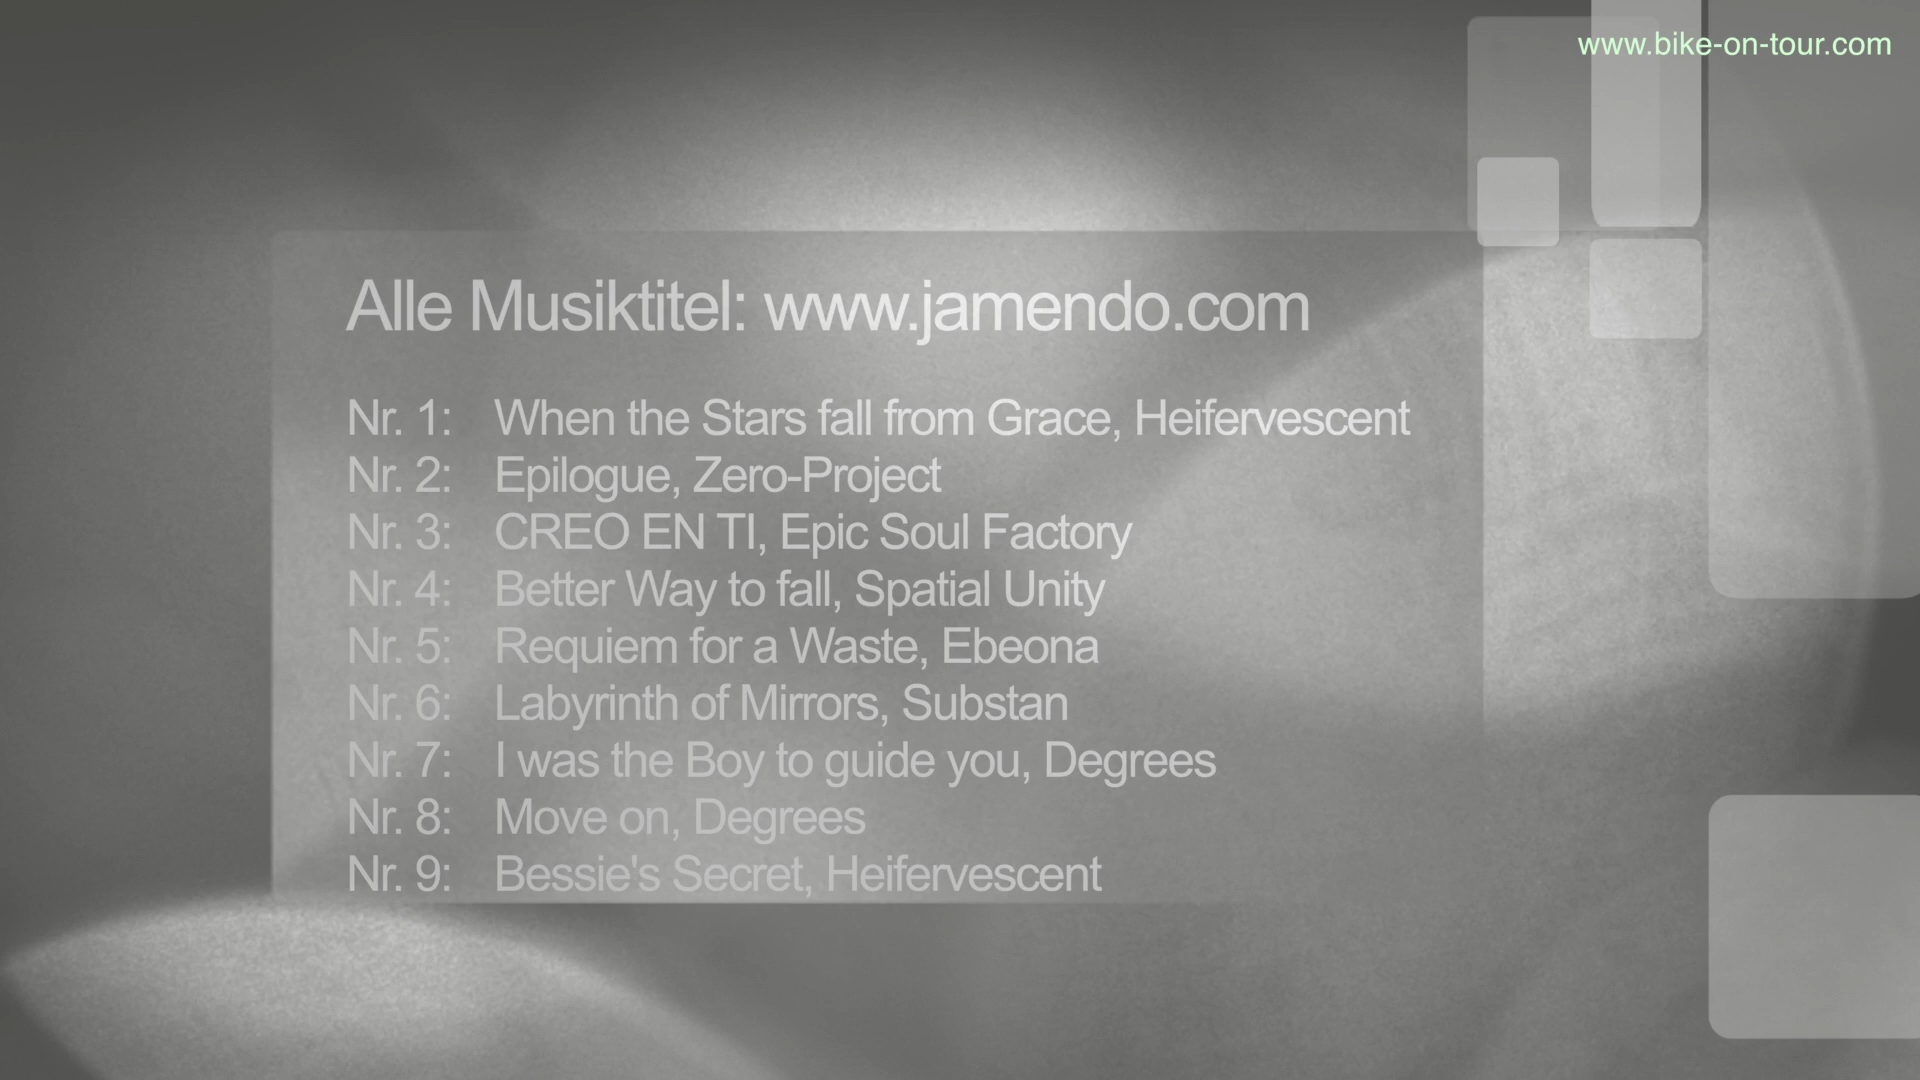 www.bike-on-tour.com
Alle Musiktitel: www.jamendo.com
Nr. 1: When the Stars fall from Grace, Heifervescent
Nr. 2: Epilogue, Zero-Project
Nr. 3: CREO EN TI, Epic Soul Factory
Nr. 4: Better Way to fall, Spatial Unity
Nr. 5: Requiem for a Waste, Ebeona
Nr. 6: Labyrinth of Mirrors, Substan
Nr. 7: I was the Boy to guide you, Degrees
Nr. 8: Move on, Degrees
Nr. 9: Bessie's Secret, Heifervescent